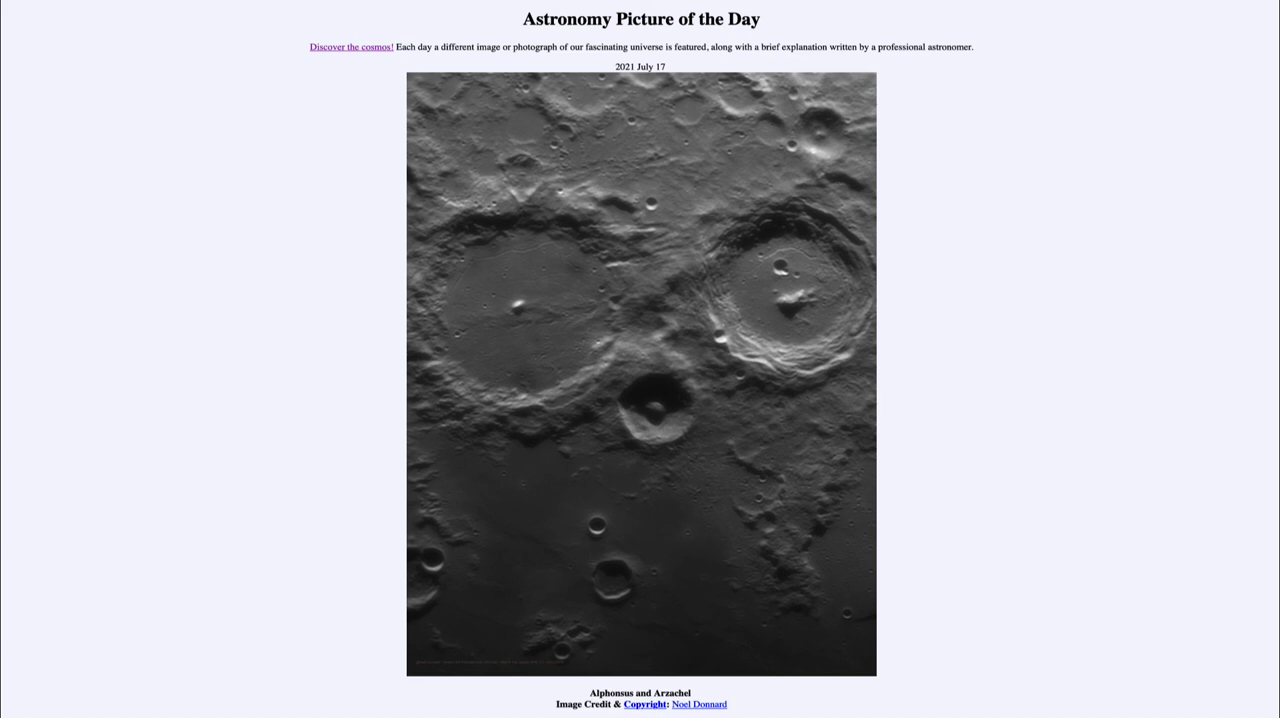 Astronomy Picture of the Day
Discover the cosmos! Each day a different image or photograph of our fascinating universe is featured, along with a brief explanation written by a professional astronomer.
2021 July 17
Alphonsus and Arzachel
Image Credit & Copyright: Noel Donnard